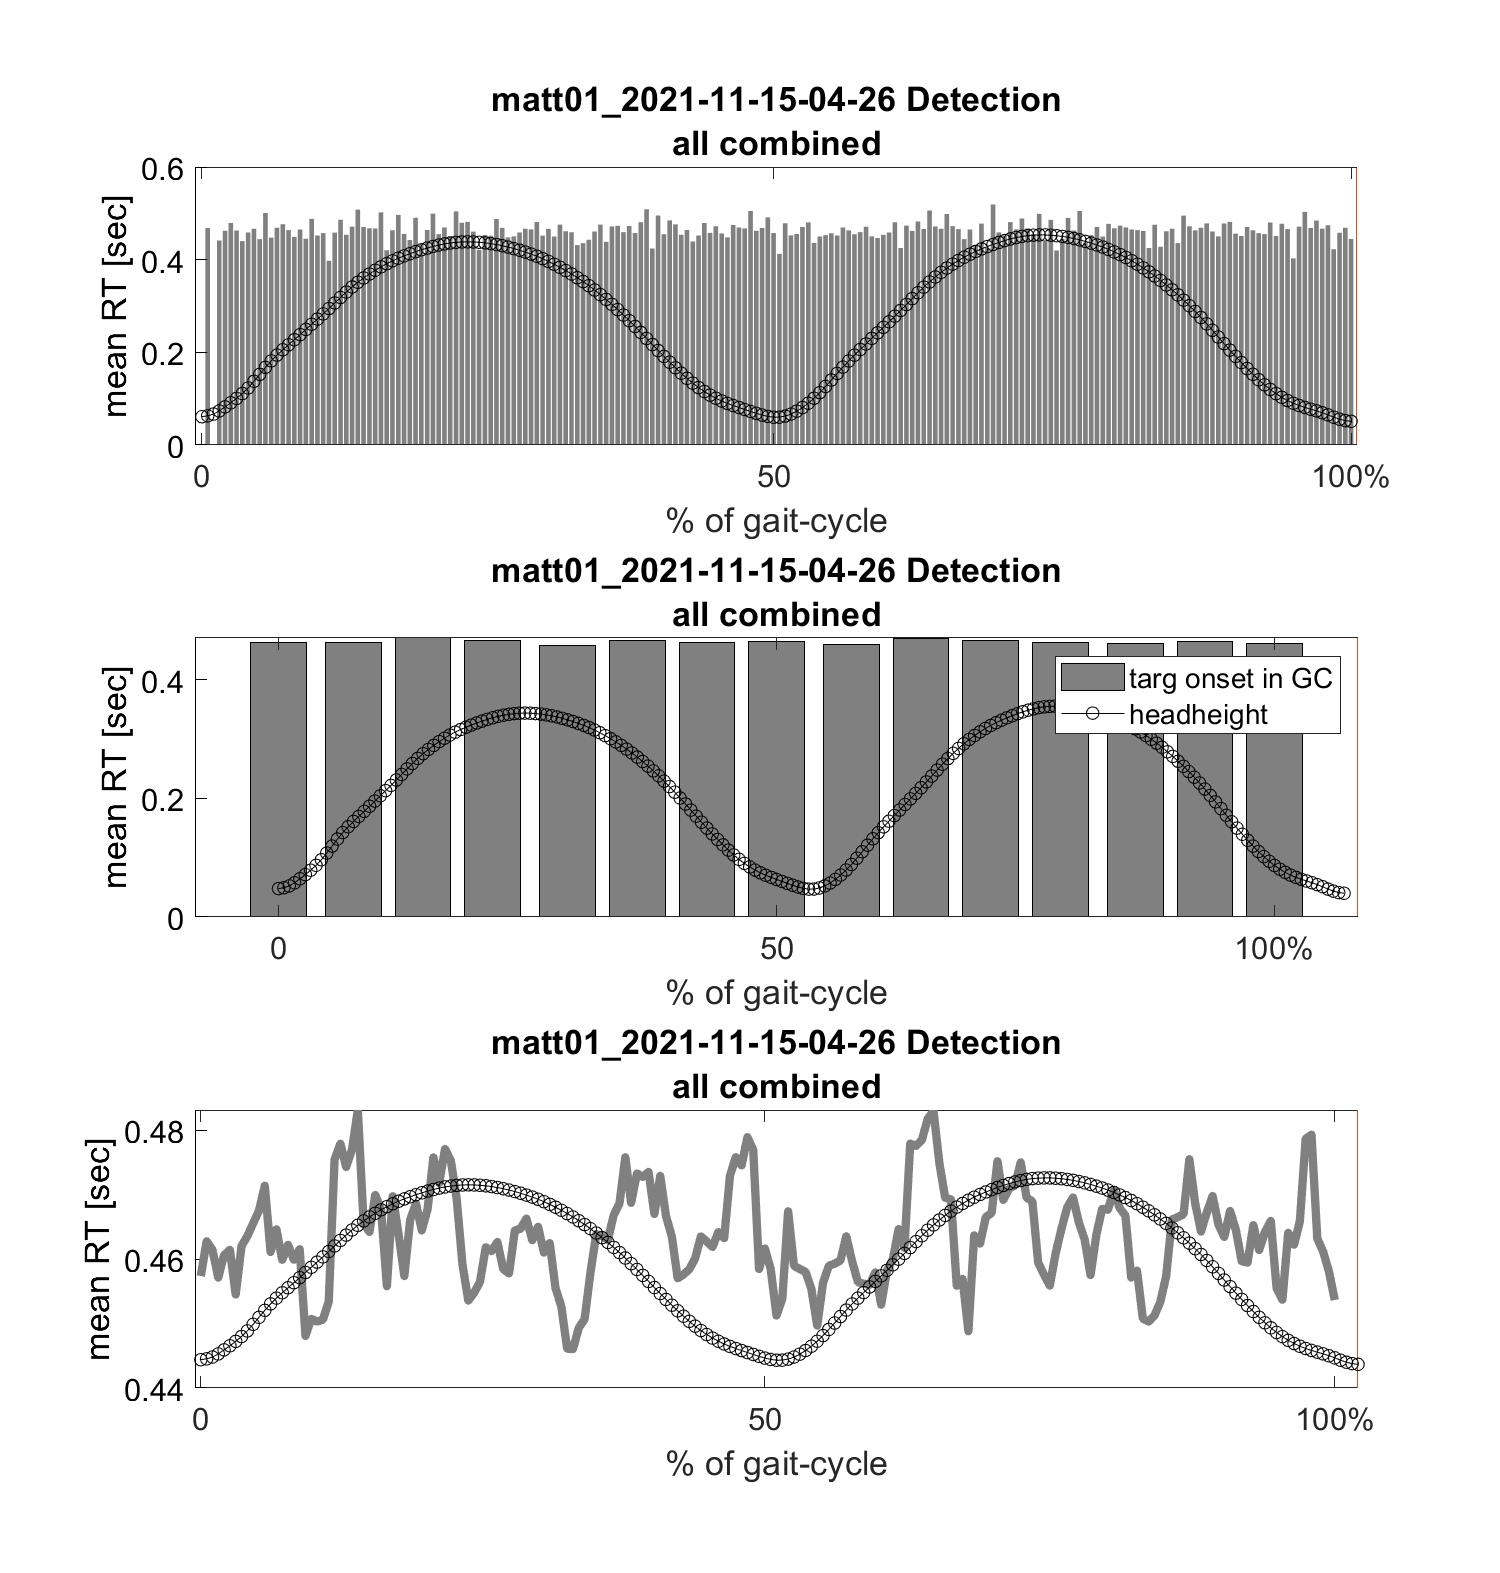 matt01_2021-11-15-04-26 Detection
all combined
mean RT [sec]
0.6
0.4
0.2
0
0 50 100%
% of gait-cycle
matt01_2021-11-15-04-26 Detection
all combined
mean RT [sec]
0.4
0.2
0
targ onset in GC
headheight
0 50 100%
% of gait-cycle
matt01_2021-11-15-04-26 Detection
all combined
mean RT [sec]
0.48
0.46
0.44
0 50 100%
% of gait-cycle